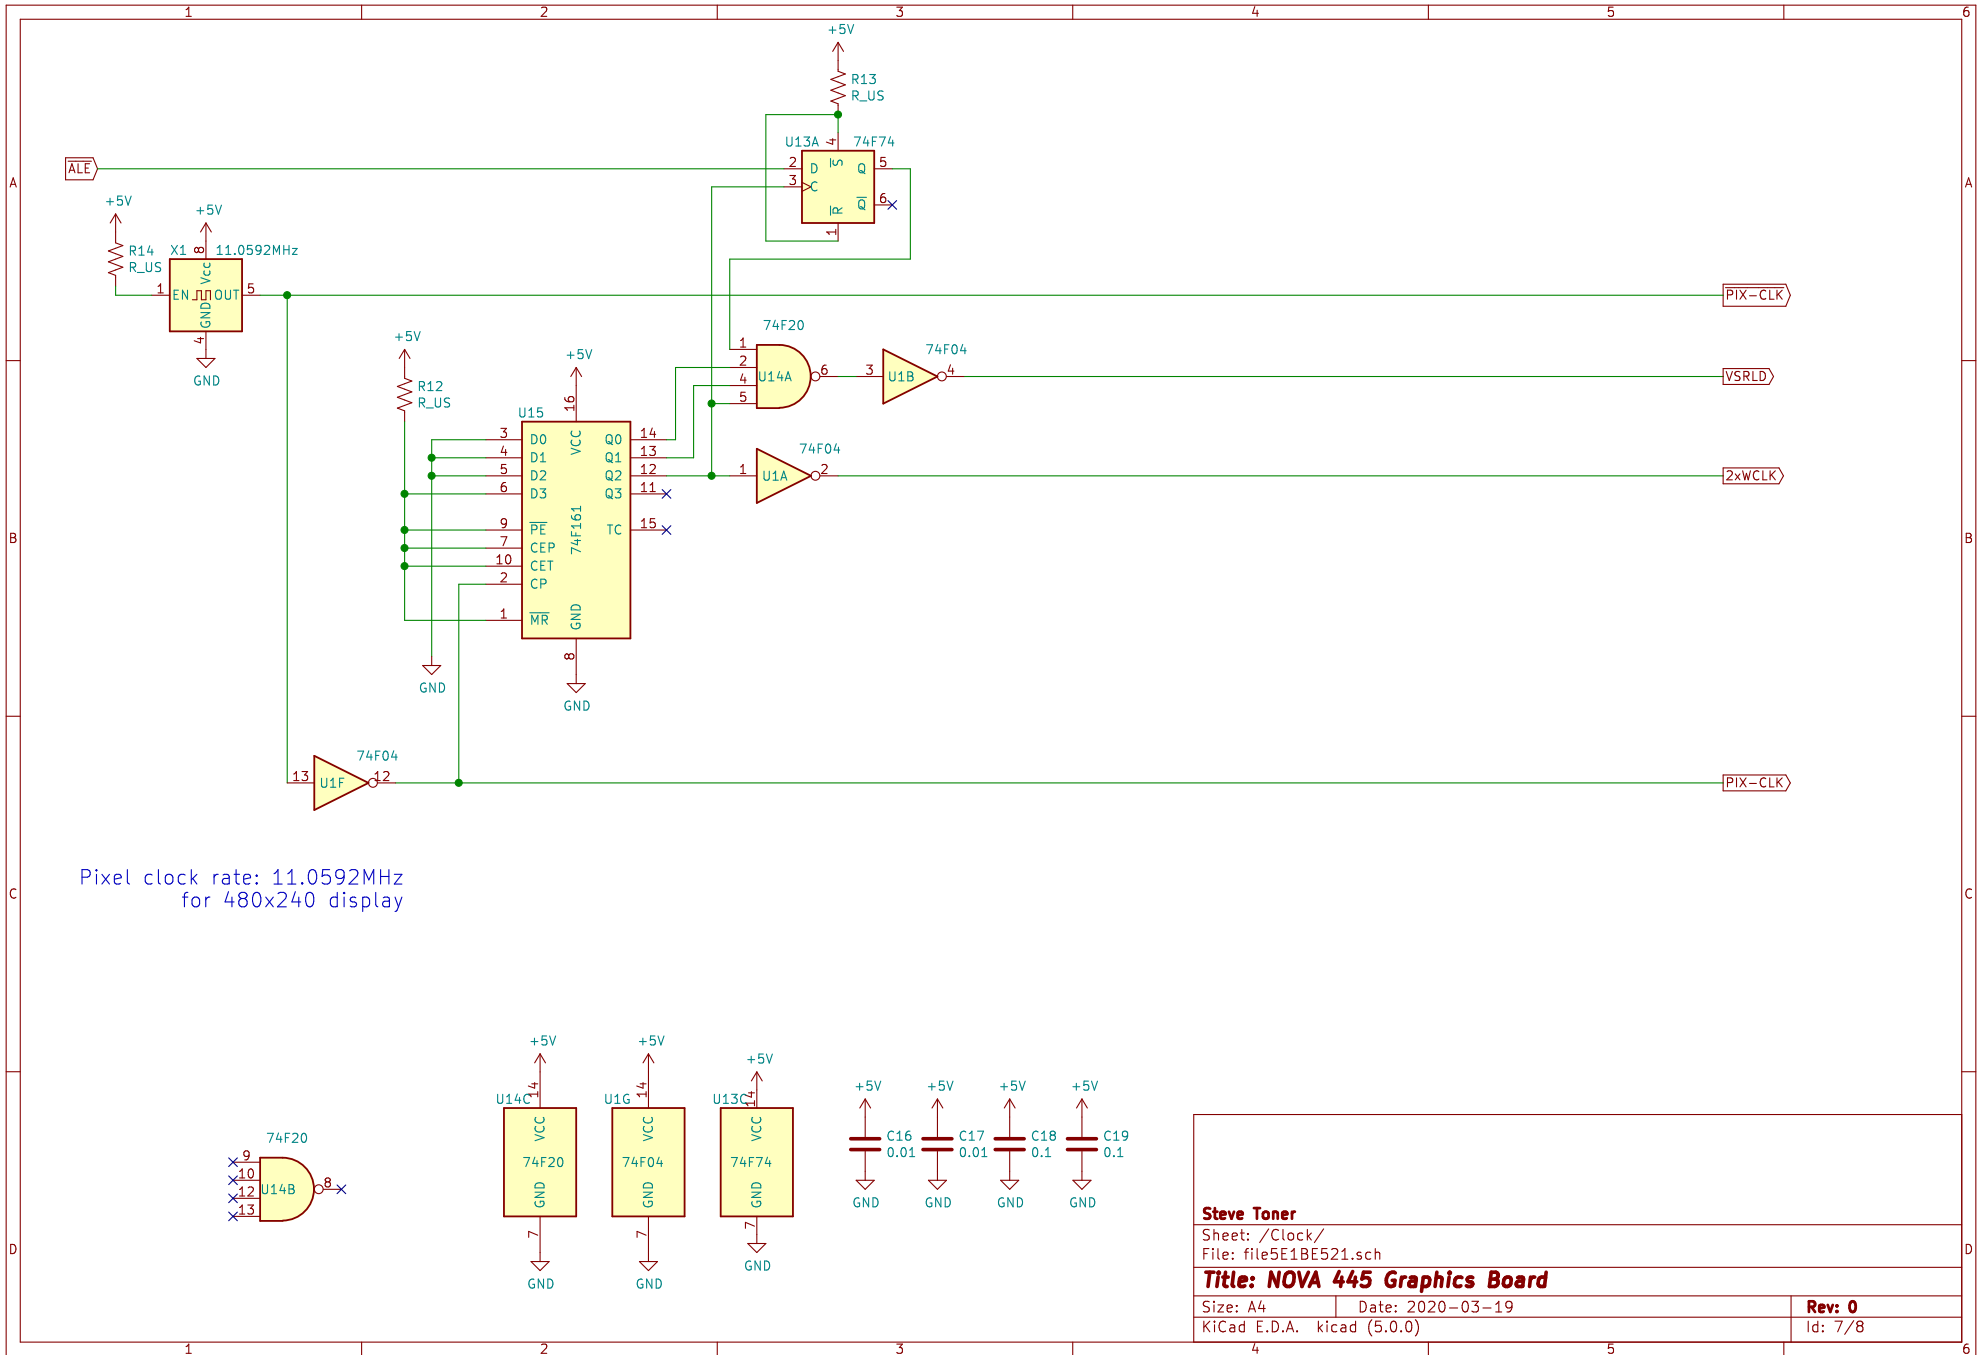 1 2 3 4 5 6
+5V
R13
R_US
U13A 4 74F74
ALE
2 D S Q 5
3 C
R Q 6
1
A A
+5V +5V
R14
R_US
X1 8 11.0592MHz
Vcc
1 EN OUT 5
GND
4
GND
PIX-CLK
+5V
R12
R_US
+5V
74F20
1
2
4
5
U14A 6
74F04
3 U1B 4
VSRLD
U15 16
VCC
3 D0 Q0 14
4 D1 Q1 13
5 D2 Q2 12
6 D3 Q3 11
9 PE TC 15
7 CEP
10 CET
2 CP
1 MR
74F161
GND
8
GND
GND
74F04
1 U1A 2
2xWCLK
B B
74F04
13 U1F 12
PIX-CLK
Pixel clock rate: 11.0592MHz
for 480x240 display
C C
74F20
9
10
12
13
U14B 8
+5V
U14C 14
VCC
74F20
GND
7
GND
+5V
U1G 14
VCC
74F04
GND
7
GND
+5V
U13C 14
VCC
74F74
GND
7
GND
+5V +5V +5V +5V
C16 C17 C18 C19
0.01 0.01 0.1 0.1
GND GND GND GND
D D
Steve Toner
Sheet: /Clock/
File: file5E1BE521.sch
Title: NOVA 445 Graphics Board
Size: A4 Date: 2020-03-19 Rev: 0
KiCad E.D.A. kicad (5.0.0) Id: 7/8
1 2 3 4 5 6